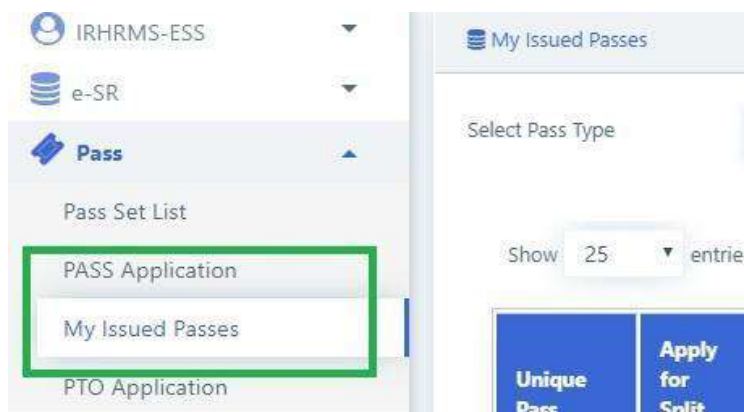 IRHRMS-ESS
e-SR
Pass
Pass Set List
PASS Application
My Issued Passes
PTO Application
My Issued Passes
Select Pass Type
Show 25 entrie
Unique
Pass
Apply
for
Split